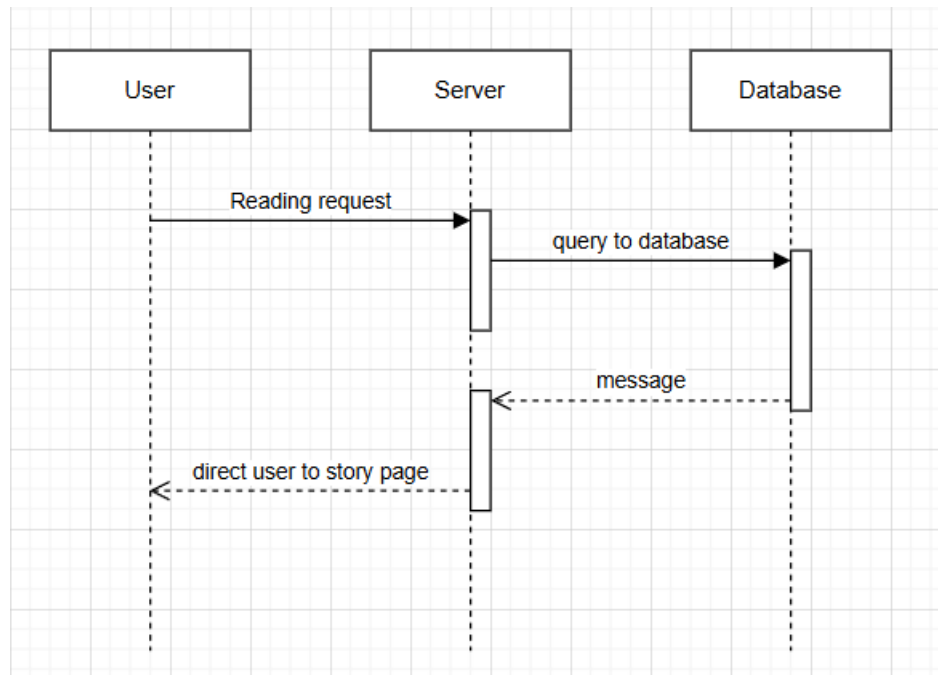 User
Server
Database
Reading request
query to database
message
direct user to story page